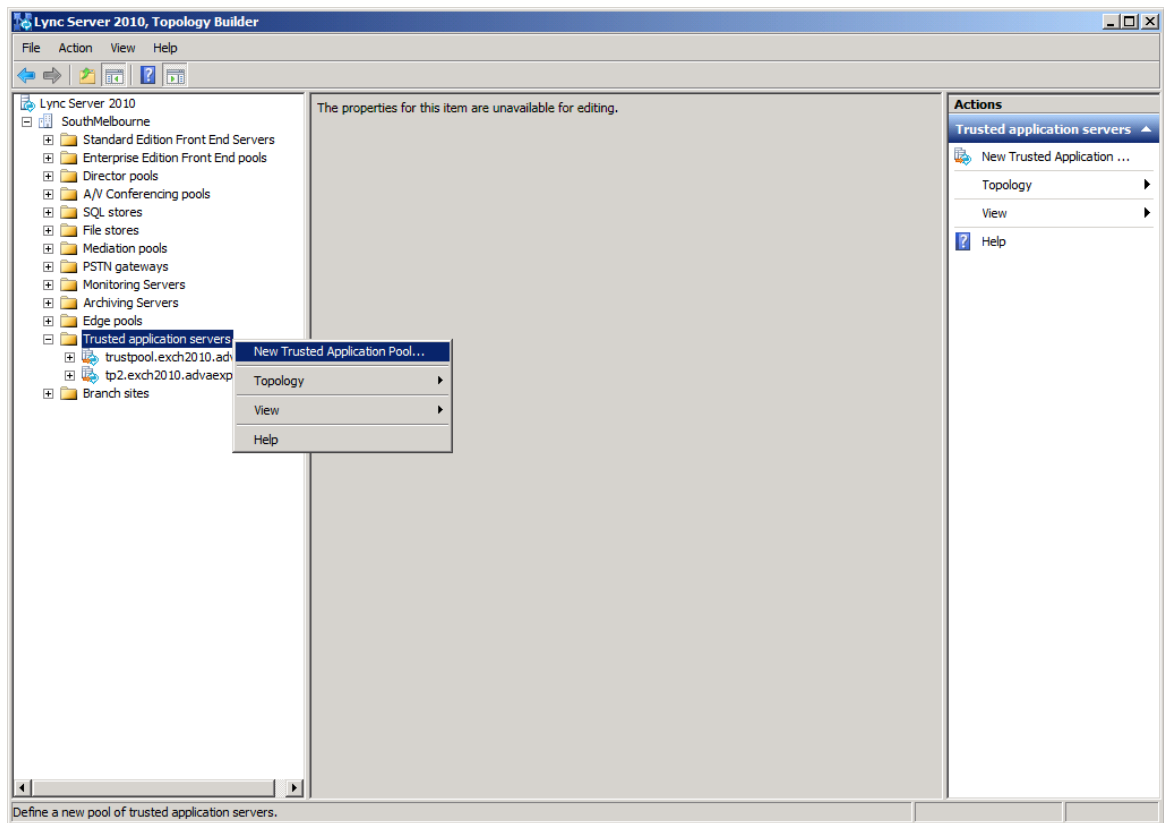 Lync Server 2010, Topology Builder
File Action View Help
Lync Server 2010
SouthMelbourne
Standard Edition Front End Servers
Enterprise Edition Front End pools
Director pools
A/V Conferencing pools
SQL stores
File stores
Mediation pools
PSTN gateways
Monitoring Servers
Archiving Servers
Edge pools
Trusted application servers
trustpool.exch2010.adv
tp2.exch2010.advaexp
Branch sites
New Trusted Application Pool...
Topology
View
Help
The properties for this item are unavailable for editing.
Actions
Trusted application servers
New Trusted Application ...
Topology
View
Help
Define a new pool of trusted application servers.